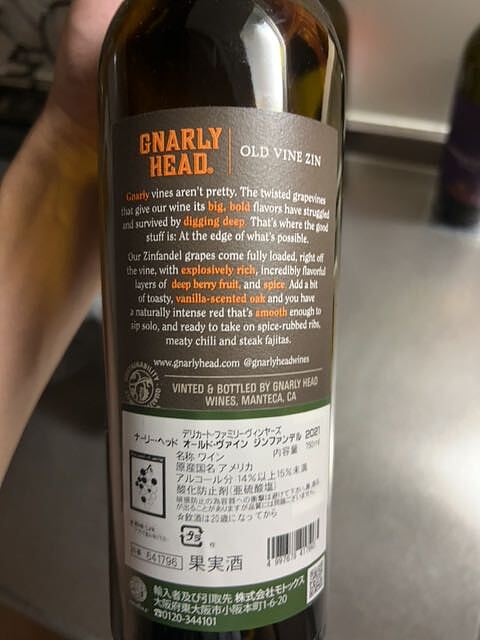 GNARLY HEAD®
OLD VINE ZIN
Gnarly vines aren't pretty. The twisted grapevines
that give our wine its big, bold flavors have struggled
and survived by digging deep. That's where the good
stuff is: At the edge of what's possible.
Our Zinfandel grapes come fully loaded, right off
the vine, with explosively rich, incredibly flavorful
layers of deep berry fruit, and spice. Add a bit
of toasty, vanilla-scented oak and you have
a naturally intense red that's smooth enough to
sip solo, and ready to take on spice-rubbed ribs,
meaty chili and steak fajitas.
www.gnarlyhead.com @gnarlyheadwines
VINTED & BOTTLED BY GNARLY HEAD
WINES, MANTECA, CA
デリカート・ファミリーヴィンヤーズ
ナーリー・ヘッド オールド・ヴァイン ジンファンデル 2021
名称 ワイン
内容量 750ml
原産国名 アメリカ
アルコール分 14%以上15%未満
酸化防止剤(亜硫酸塩)
☆飲酒は20歳になってから
641796
果実酒
輸入者及び引取先 株式会社モトックス
大阪府東大阪市小阪本町1-6-20
☎0120-344101